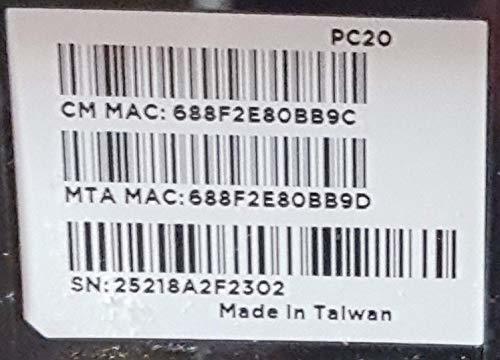 PC20
CM MAC: 688F2E80BB9C
MTA MAC: 688F2E80BB9D
SN: 25218A2F2302
Made in Taiwan